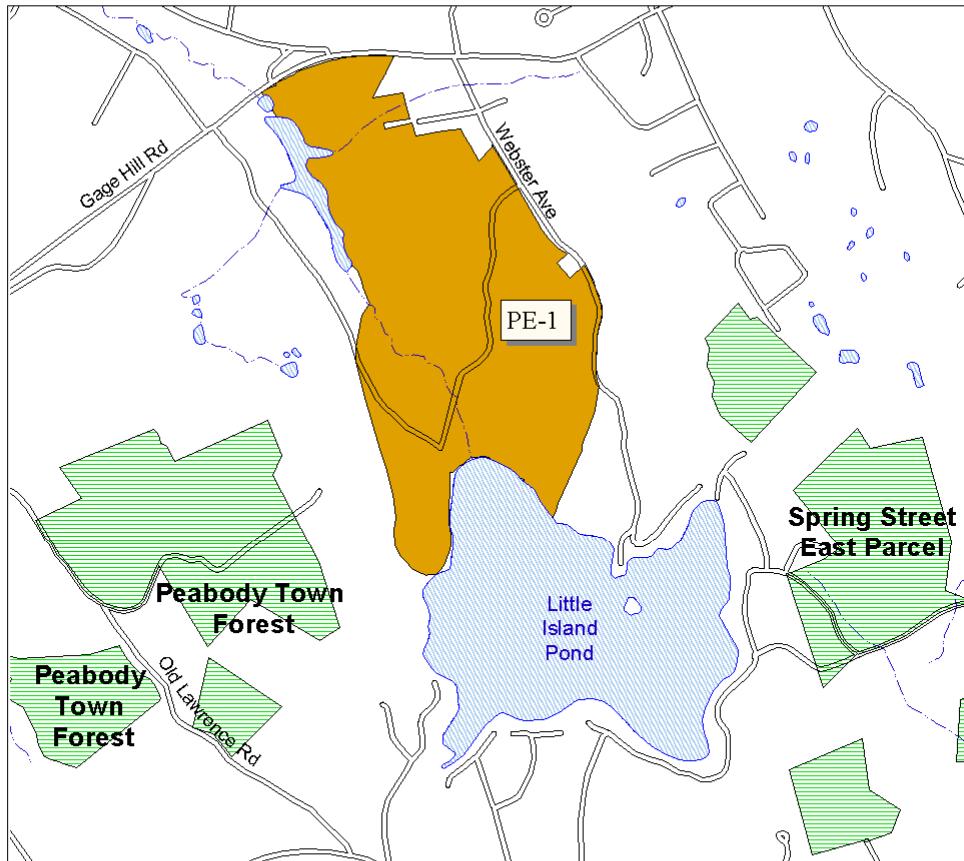 Gage Hill Rd
Webster Ave
PE-1
Spring Street
East Parcel
Peabody Town
Forest
Little
Island
Pond
Peabody
Town
Forest
Old Lawrence Rd